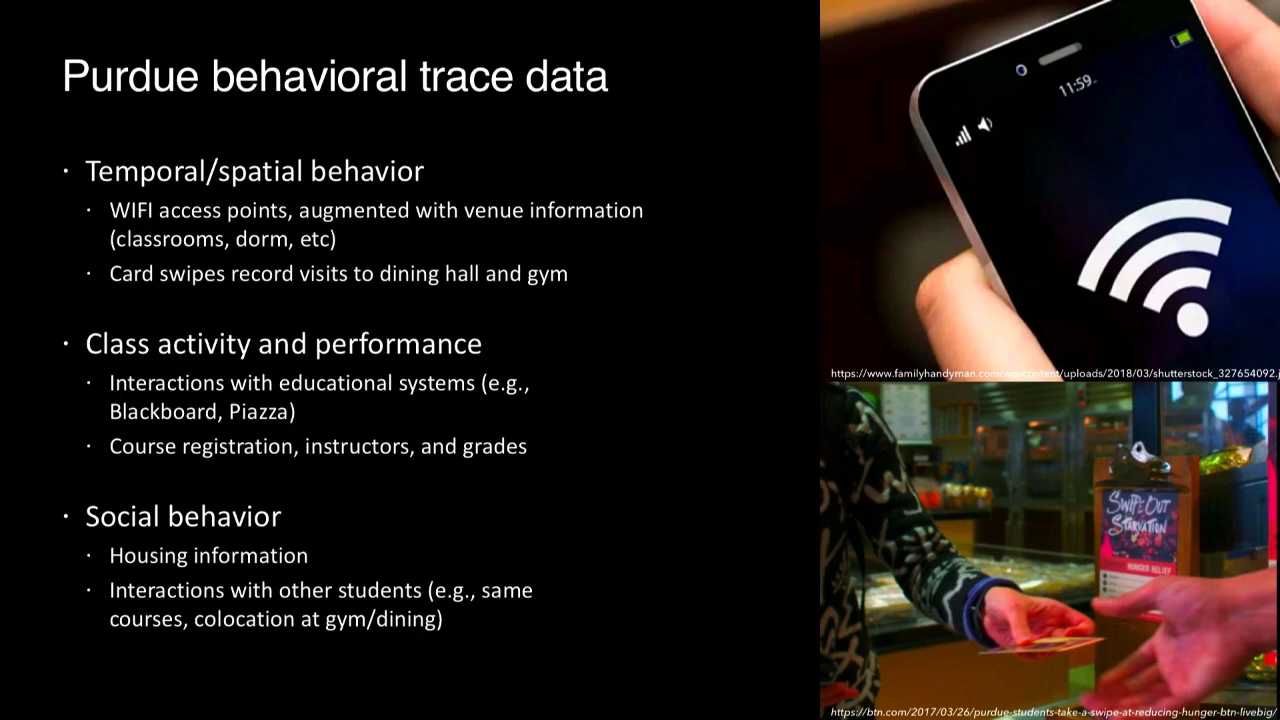 Purdue behavioral trace data
· Temporal/spatial behavior
· WIFI access points, augmented with venue information
(classrooms, dorm, etc)
· Card swipes record visits to dining hall and gym
· Class activity and performance
· Interactions with educational systems (e.g.,
Blackboard, Piazza)
· Course registration, instructors, and grades
· Social behavior
· Housing information
· Interactions with other students (e.g., same
courses, colocation at gym/dining)
11:59
https://www.familyhandyman.com/wp-content/uploads/2018/03/shutterstock_327654092.j
SWIPE OUT
STARVATION
HUNGER RELIEF
https://btn.com/2017/03/26/purdue-students-take-a-swipe-at-reducing-hunger-btn-livebig/